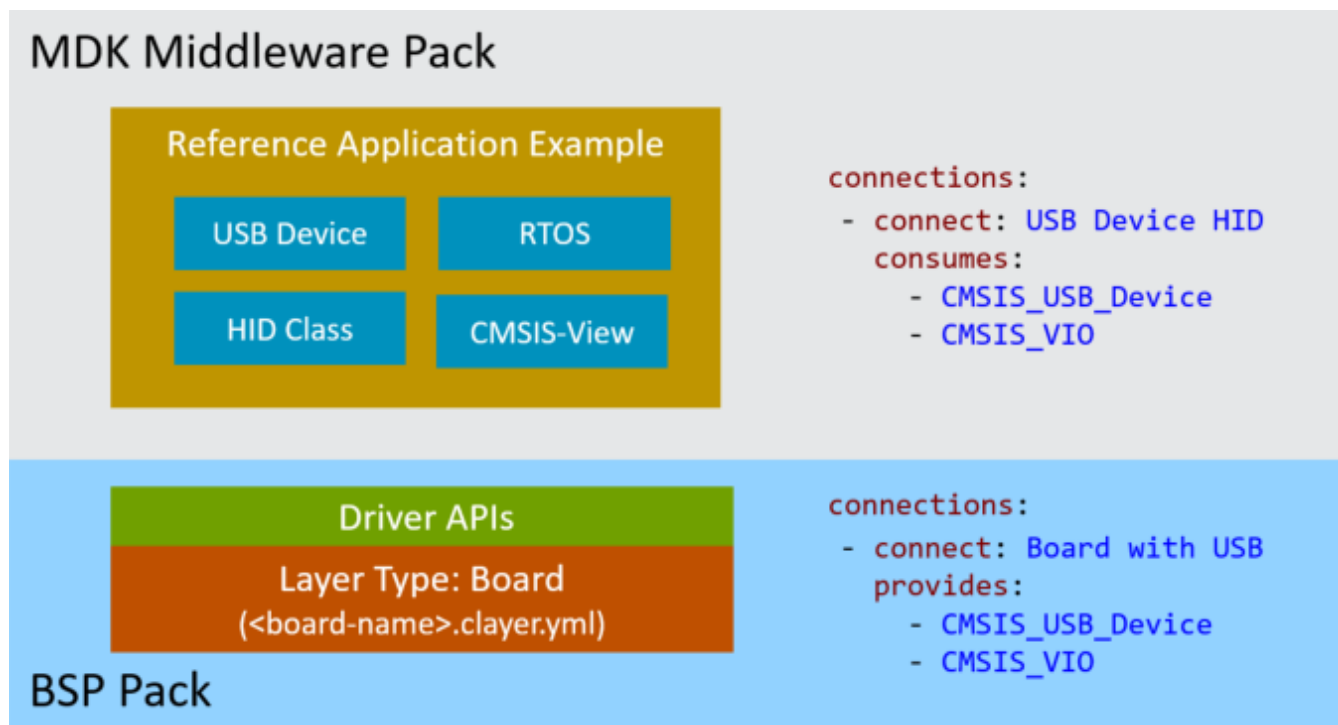 MDK Middleware Pack
Reference Application Example
USB Device
RTOS
HID Class
CMSIS-View
connections:
- connect: USB Device HID
consumes:
- CMSIS_USB_Device
- CMSIS_VIO
Driver APIs
Layer Type: Board
(<board-name>.clayer.yml)
BSP Pack
connections:
- connect: Board with USB
provides:
- CMSIS_USB_Device
- CMSIS_VIO